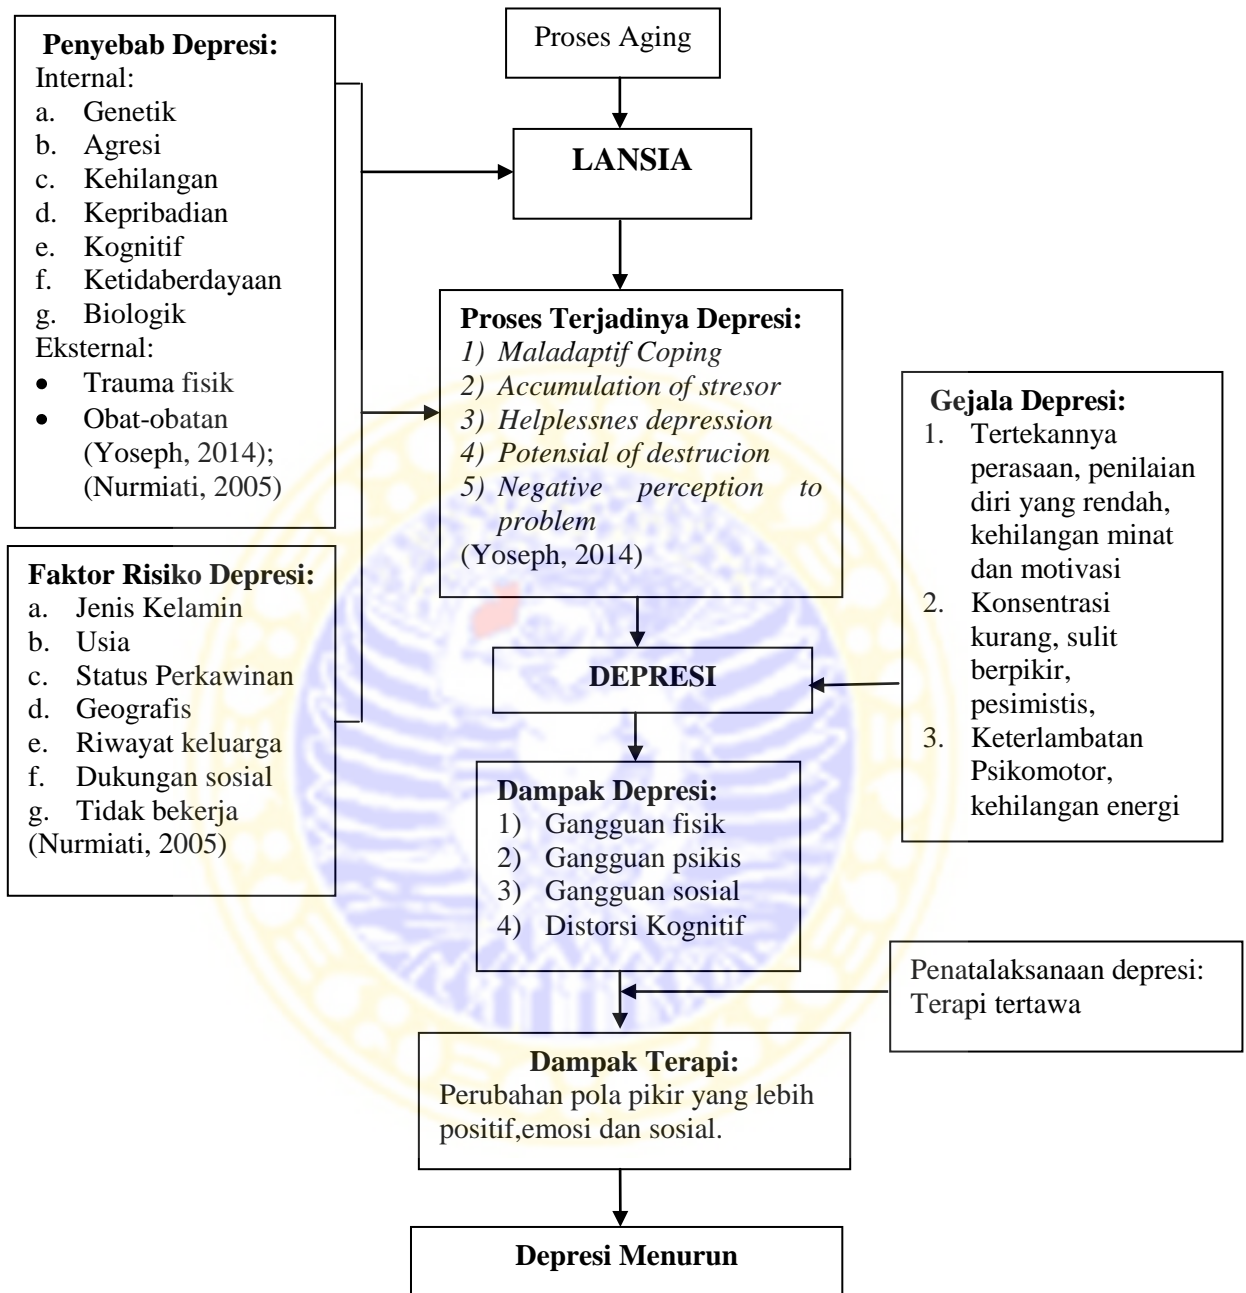 Penyebab Depresi:
Internal:
a. Genetik
b. Agresi
c. Kehilangan
d. Kepribadian
e. Kognitif
f. Ketidaberdayaan
g. Biologik
Eksternal:
• Trauma fisik
• Obat-obatan
(Yoseph, 2014);
(Nurmiati, 2005)
Faktor Risiko Depresi:
a. Jenis Kelamin
b. Usia
c. Status Perkawinan
d. Geografis
e. Riwayat keluarga
f. Dukungan sosial
g. Tidak bekerja
(Nurmiati, 2005)
Proses Aging
LANSIA
Proses Terjadinya Depresi:
1) Maladaptif Coping
2) Accumulation of stresor
3) Helplessnes depression
4) Potensial of destrucion
5) Negative perception to
problem
(Yoseph, 2014)
DEPRESI
Gejala Depresi:
1. Tertekannya
perasaan, penilaian
diri yang rendah,
kehilangan minat
dan motivasi
2. Konsentrasi
kurang, sulit
berpikir,
pesimistis,
3. Keterlambatan
Psikomotor,
kehilangan energi
Dampak Depresi:
1) Gangguan fisik
2) Gangguan psikis
3) Gangguan sosial
4) Distorsi Kognitif
Penatalaksanaan depresi:
Terapi tertawa
Dampak Terapi:
Perubahan pola pikir yang lebih
positif,emosi dan sosial.
Depresi Menurun